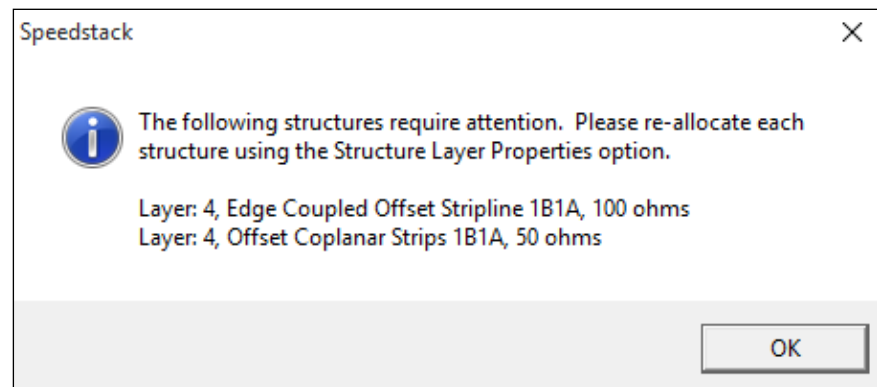 Speedstack
The following structures require attention.  Please re-allocate each
structure using the Structure Layer Properties option.
Layer: 4, Edge Coupled Offset Stripline 1B1A, 100 ohms
Layer: 4, Offset Coplanar Strips 1B1A, 50 ohms
OK